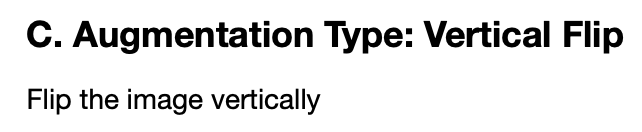 C. Augmentation Type: Vertical Flip
Flip the image vertically